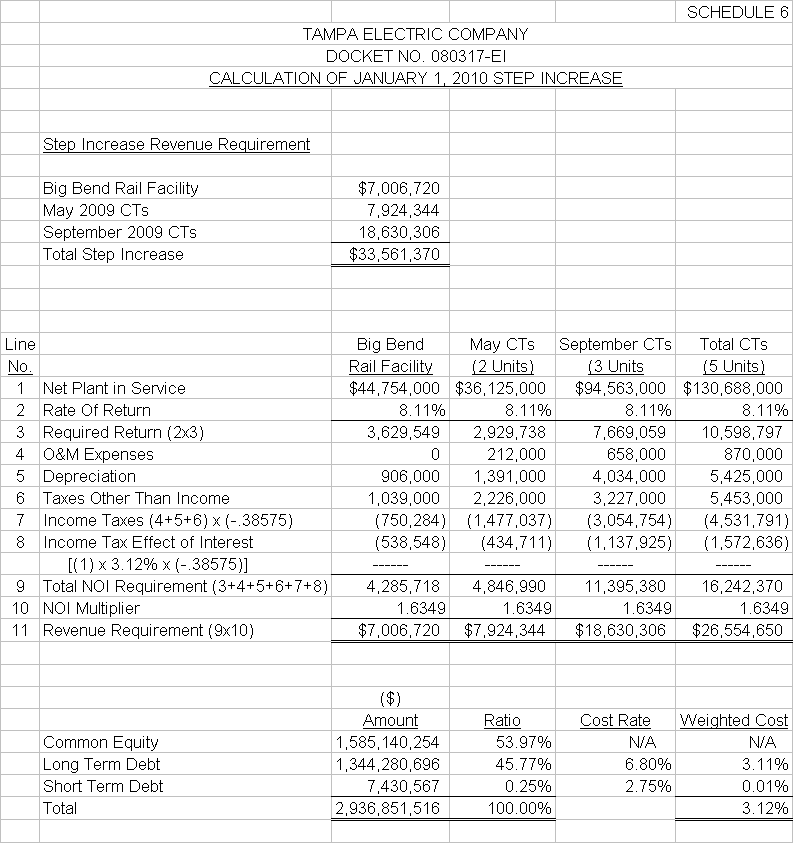 SCHEDULE 6
TAMPA ELECTRIC COMPANY
DOCKET NO. 080317-EI
CALCULATION OF JANUARY 1, 2010 STEP INCREASE
Step Increase Revenue Requirement
Big Bend Rail Facility $7,006,720
May 2009 CTs 7,924,344
September 2009 CTs 18,630,306
Total Step Increase $33,561,370
Line Big Bend May CTs September CTs Total CTs
No. Rail Facility (2 Units) (3 Units (5 Units)
1 Net Plant in Service $44,754,000 $36,125,000 $94,563,000 $130,688,000
2 Rate Of Return 8.11% 8.11% 8.11% 8.11%
3 Required Return (2x3) 3,629,549 2,929,738 7,669,059 10,598,797
4 O&M Expenses 0 212,000 658,000 870,000
5 Depreciation 906,000 1,391,000 4,034,000 5,425,000
6 Taxes Other Than Income 1,039,000 2,226,000 3,227,000 5,453,000
7 Income Taxes (4+5+6) x (-.38575) (750,284) (1,477,037) (3,054,754) (4,531,791)
8 Income Tax Effect of Interest (538,548) (434,711) (1,137,925) (1,572,636)
[(1) x 3.12% x (-.38575)] ------ ------ ------ ------
9 Total NOI Requirement (3+4+5+6+7+8) 4,285,718 4,846,990 11,395,380 16,242,370
10 NOI Multiplier 1.6349 1.6349 1.6349 1.6349
11 Revenue Requirement (9x10) $7,006,720 $7,924,344 $18,630,306 $26,554,650
($)
Amount Ratio Cost Rate Weighted Cost
Common Equity 1,585,140,254 53.97% N/A N/A
Long Term Debt 1,344,280,696 45.77% 6.80% 3.11%
Short Term Debt 7,430,567 0.25% 2.75% 0.01%
Total 2,936,851,516 100.00% 3.12%